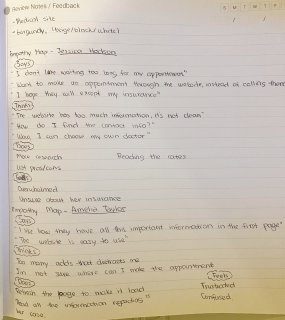 Review Notes / Feedback
S M T W T F S
- Medical site
- burgundy, (beige/black/white)
Empathy Map - Jessica Hudson
Says
"I don't like waiting too long for my appointment"
"Want to make an appointment through the website, instead of calling them
"I hope they will except my insurance"
Thinks
"The website has too much information, it's not clean"
"How do I find the contact info?"
"Wow, I can choose my own doctor"
Does
More research Reading the rates
List pros/cons
Feels
Overwhelmed
Unsure about her insurance
Empathy Map - Amelia
Says
"I like how they have all this important information in the first page"
"The website is easy to use"
Thinks
Too many adds that distracts me
Im not sure where can I make the appointment
Does Feels
Refresh the page to make it load Frustrated
Read all the information regarding Confused
her case